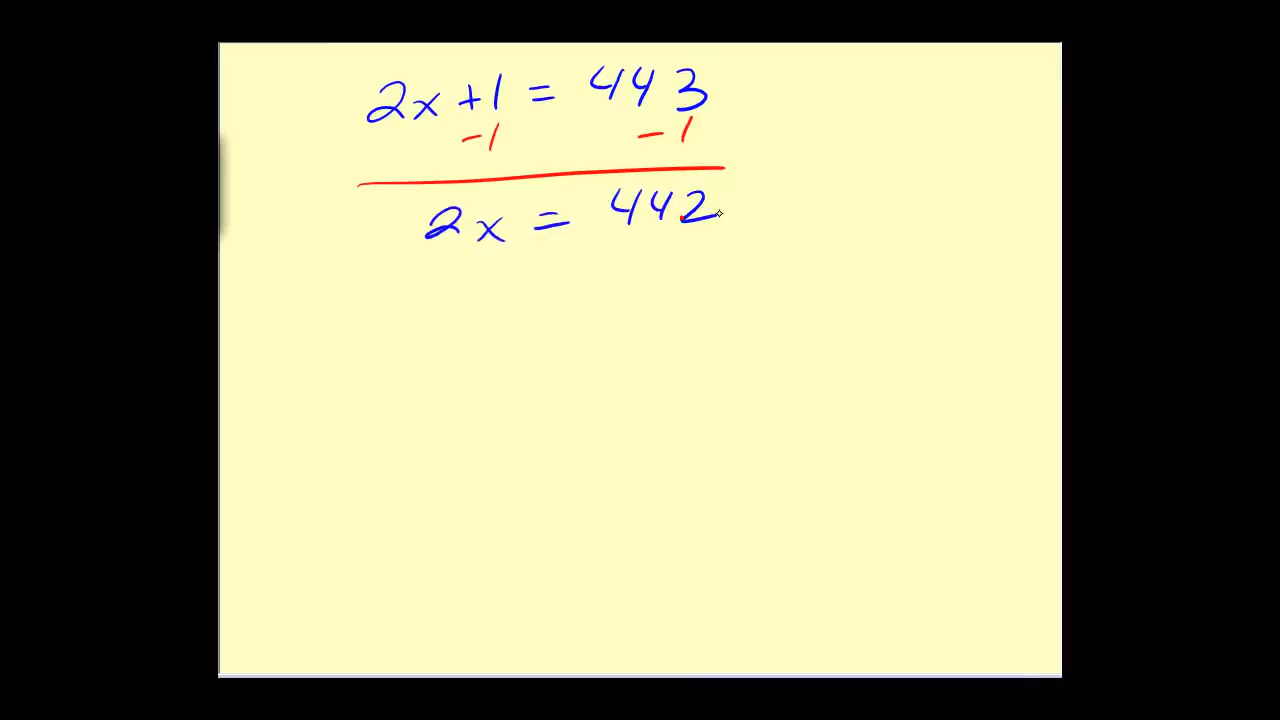 2x +1 = 443
-1 -1
2x = 442